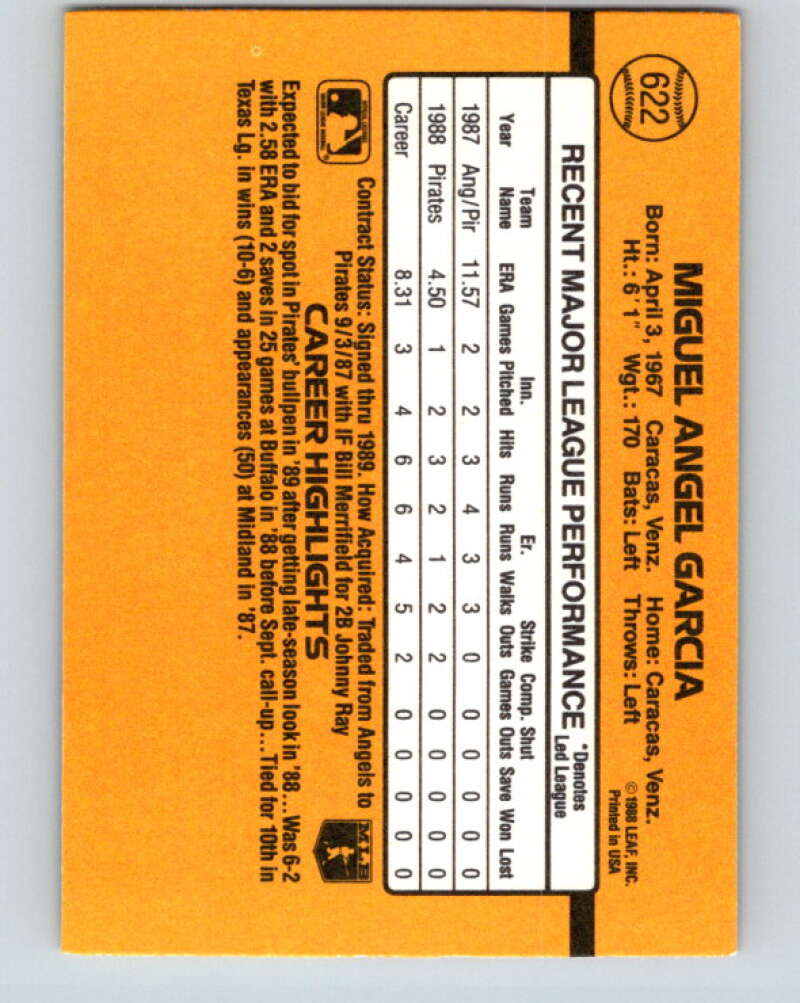 622
MIGUEL ANGEL GARCIA
Born: April 3, 1967 Caracas, Venz. Home: Caracas, Venz.
Ht.: 6'1" Wgt.: 170 Bats: Left Throws: Left
© 1988 LEAF, INC.
Printed in USA
RECENT MAJOR LEAGUE PERFORMANCE *Denotes Led League
Year Team Name ERA Games Inn. Pitched Hits Runs Er. Runs Walks Strike Outs Comp. Games Shut Outs Save Won Lost
1987 Ang/Pir 11.57 2 2 3 4 3 3 0 0 0 0 0 0
1988 Pirates 4.50 1 2 3 2 1 2 2 0 0 0 0 0
Career 8.31 3 4 6 6 4 5 2 0 0 0 0 0
Contract Status: Signed thru 1989. How Acquired: Traded from Angels to
Pirates 9/3/87 with IF Bill Merrifield for 2B Johnny Ray
MLB
CAREER HIGHLIGHTS
Expected to bid for spot in Pirates' bullpen in '89 after getting late-season look in '88... Was 6-2
with 2.58 ERA and 2 saves in 25 games at Buffalo in '88 before Sept. call-up... Tied for 10th in
Texas Lg. in wins (10-6) and appearances (50) at Midland in '87.